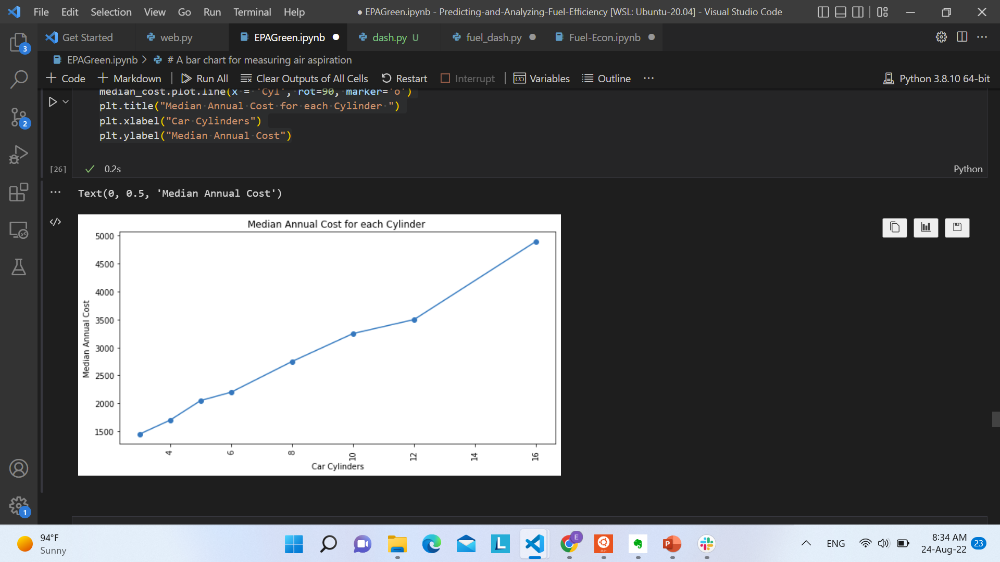 File Edit Selection View Go Run Terminal Help
● EPAGreen.ipynb - Predicting-and-Analyzing-Fuel-Efficiency [WSL: Ubuntu-20.04] - Visual Studio Code
Get Started web.py EPAGreen.ipynb dash.py U fuel_dash.py Fuel-Econ.ipynb
EPAGreen.ipynb > # A bar chart for measuring air aspiration
+ Code + Markdown Run All Clear Outputs of All Cells Restart Interrupt Variables Outline ... Python 3.8.10 64-bit
median_cost.plot.line(x = 'Cyl', rot=90, marker='o')
plt.title("Median Annual Cost for each Cylinder ")
plt.xlabel("Car Cylinders")
plt.ylabel("Median Annual Cost")
[26] ✓ 0.2s Python
Text(0, 0.5, 'Median Annual Cost')
Median Annual Cost for each Cylinder
5000
4500
4000
3500
3000
2500
2000
1500
Median Annual Cost
4 6 8 10 12 14 16
Car Cylinders
3
2
1
94°F
Sunny
L
E
20.04
P
ENG
8:34 AM
24-Aug-22
23